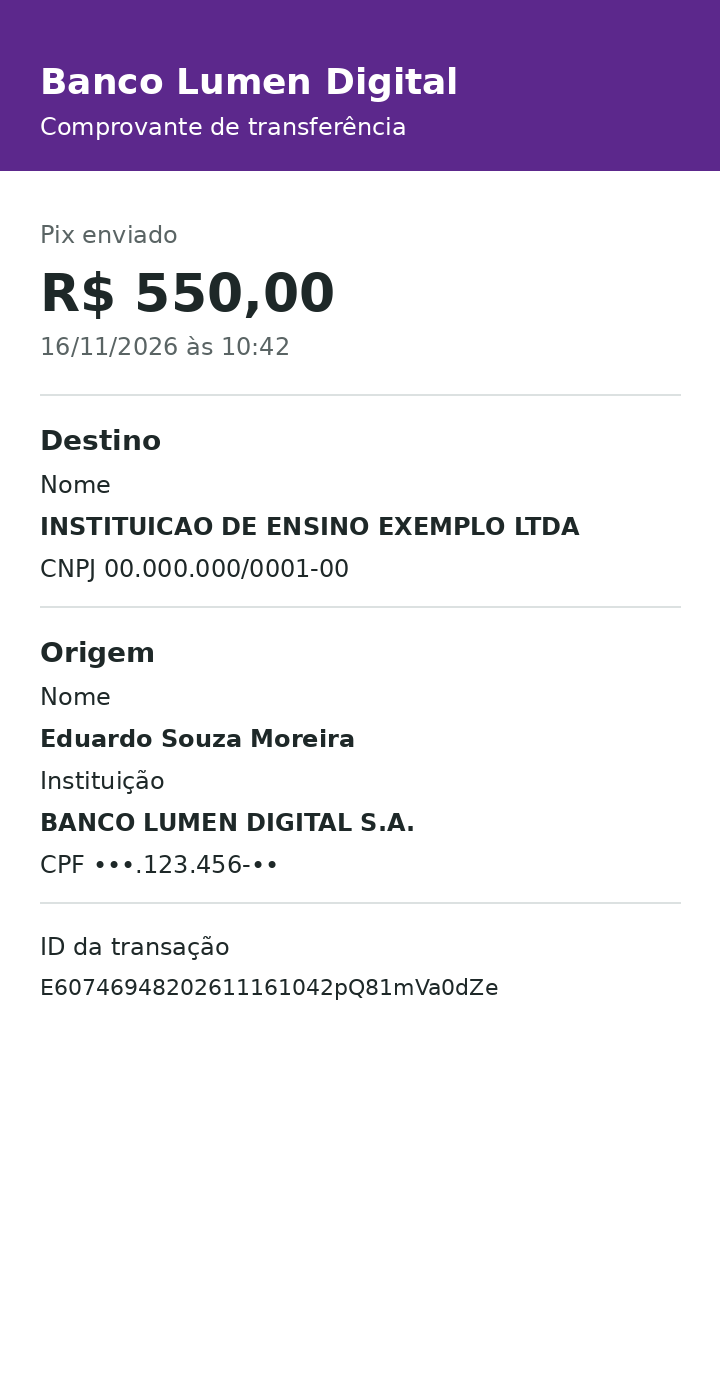 Banco Lumen Digital
Comprovante de transferência
Pix enviado
R$ 550,00
16/11/2026 às 10:42
Destino
Nome
INSTITUICAO DE ENSINO EXEMPLO LTDA
CNPJ 00.000.000/0001-00
Origem
Nome
Eduardo Souza Moreira
Instituição
BANCO LUMEN DIGITAL S.A.
CPF •••.123.456-••
ID da transação
E60746948202611161042pQ81mVa0dZe